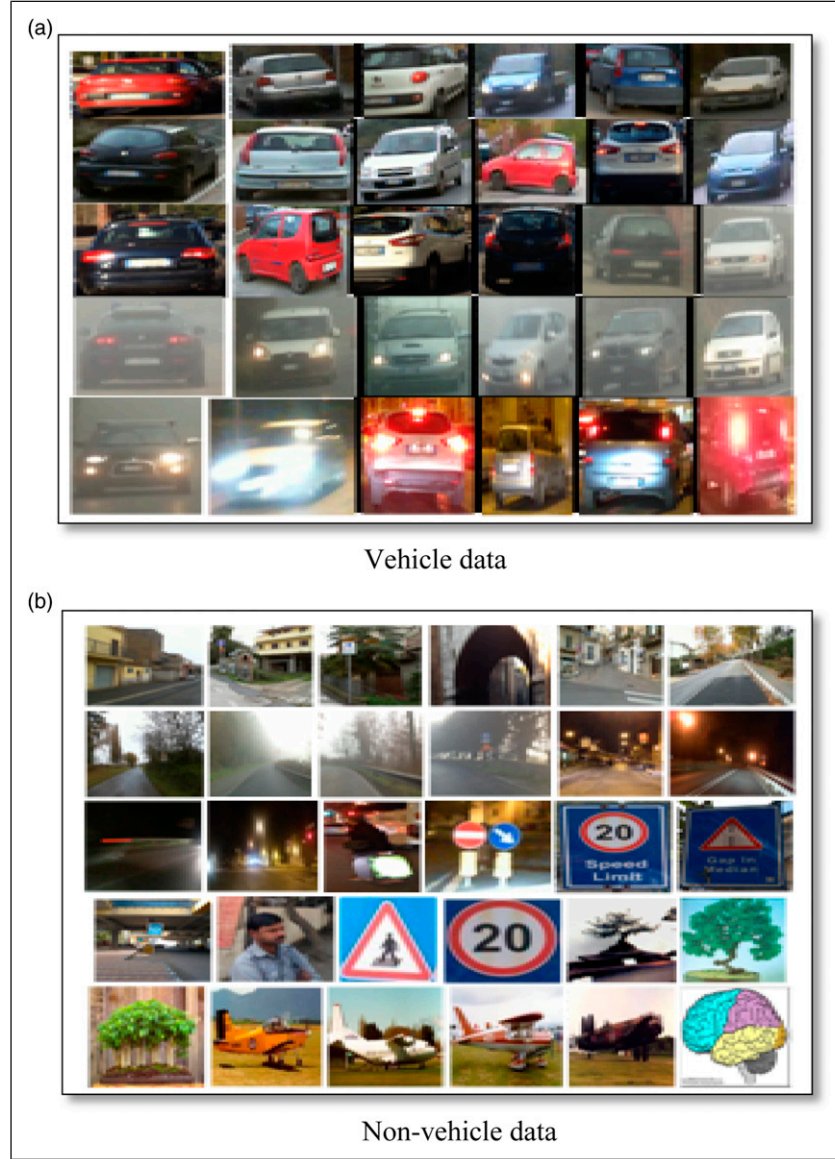 (a)
Vehicle data
(b)
20
Speed
Limit
Gap In
Median
20
Non-vehicle data